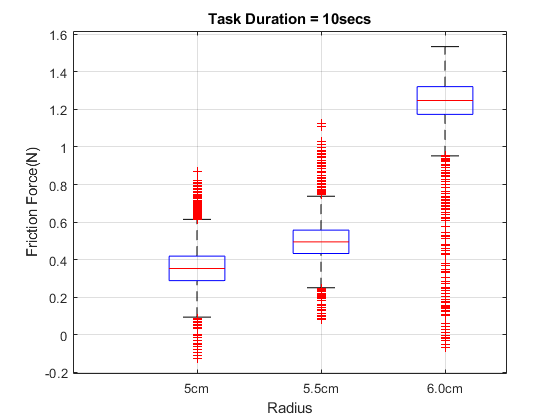 Task Duration = 10secs
1.6
1.4
1.2
1
0.8
0.6
0.4
0.2
0
-0.2
Friction Force(N)
5cm 5.5cm 6.0cm
Radius